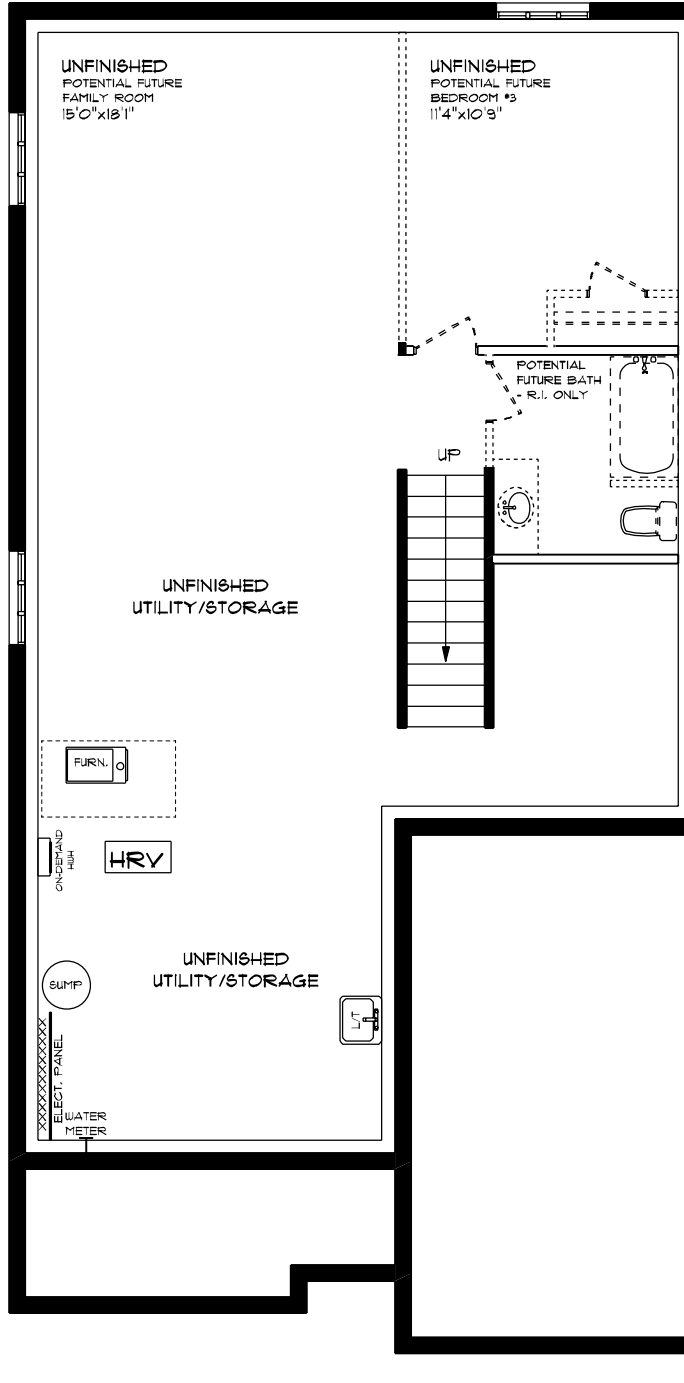 UNFINISHED
POTENTIAL FUTURE
FAMILY ROOM
15'0"x18'1"
UNFINISHED
POTENTIAL FUTURE
BEDROOM #3
11'4"x10'9"
POTENTIAL
FUTURE BATH
- R.I. ONLY
UP
UNFINISHED
UTILITY/STORAGE
FURN.
ON-DEMAND
HWH
HRV
UNFINISHED
UTILITY/STORAGE
SUMP
L/T
ELECT. PANEL
WATER
METER